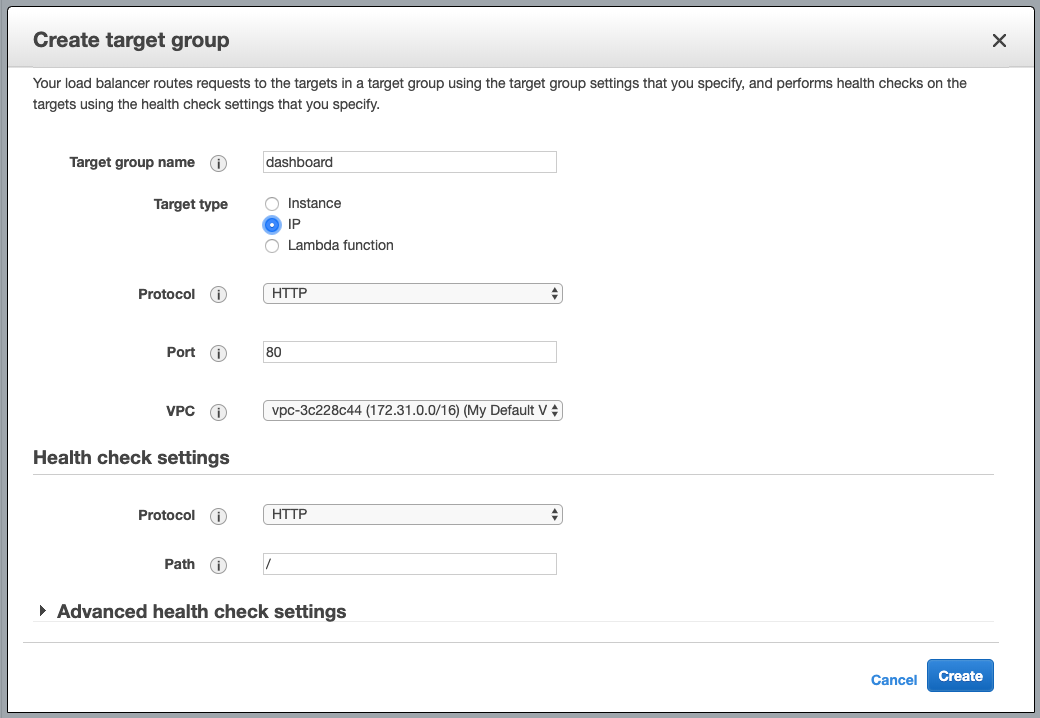 Create target group
Your load balancer routes requests to the targets in a target group using the target group settings that you specify, and performs health checks on the
targets using the health check settings that you specify.
Target group name dashboard
Target type Instance
IP
Lambda function
Protocol HTTP
Port 80
VPC vpc-3c228c44 (172.31.0.0/16) (My Default V
Health check settings
Protocol HTTP
Path /
Advanced health check settings
Cancel Create